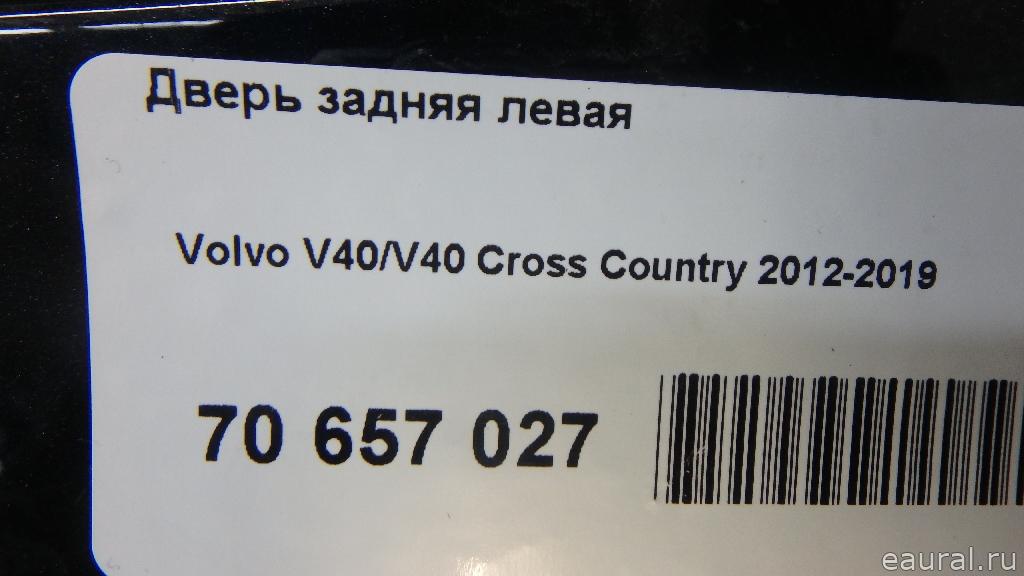 Дверь задняя левая
Volvo V40/V40 Cross Country 2012-2019
70 657 027
eaural.ru